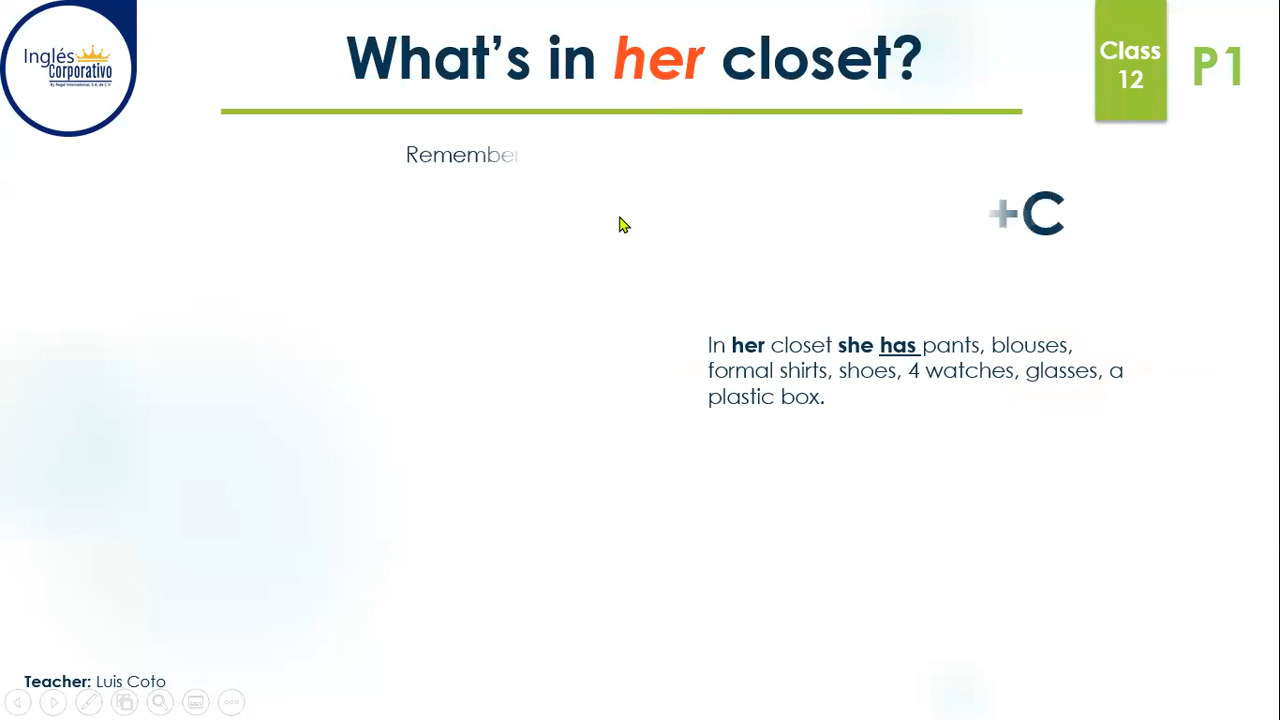 Inglés
Corporativo
What's in her closet?
Class
12
P1
Remember
+C
In her closet she has pants, blouses,
formal shirts, shoes, 4 watches, glasses, a
plastic box.
Teacher: Luis Coto